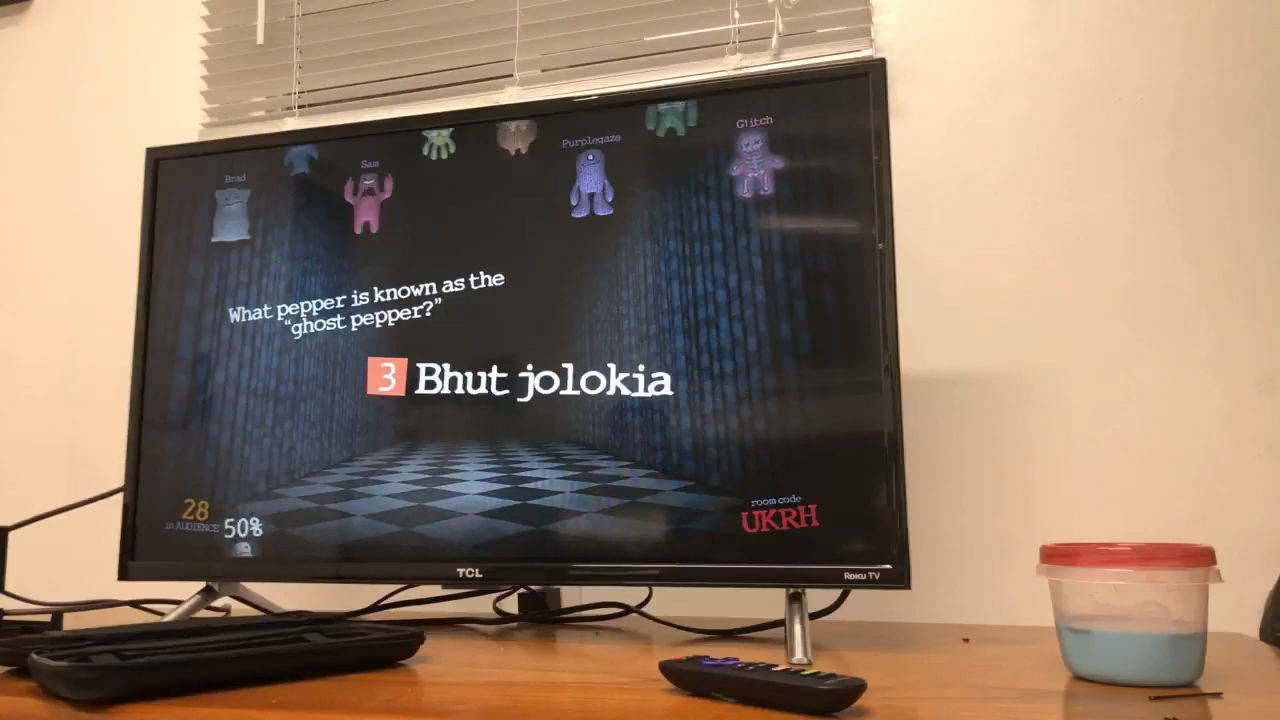 Glitch
Purplegaze
Sam
Brad
What pepper is known as the
"ghost pepper?"
3 Bhut jolokia
28
in AUDIENCE
50%
room code
UKRH
TCL
Roku TV